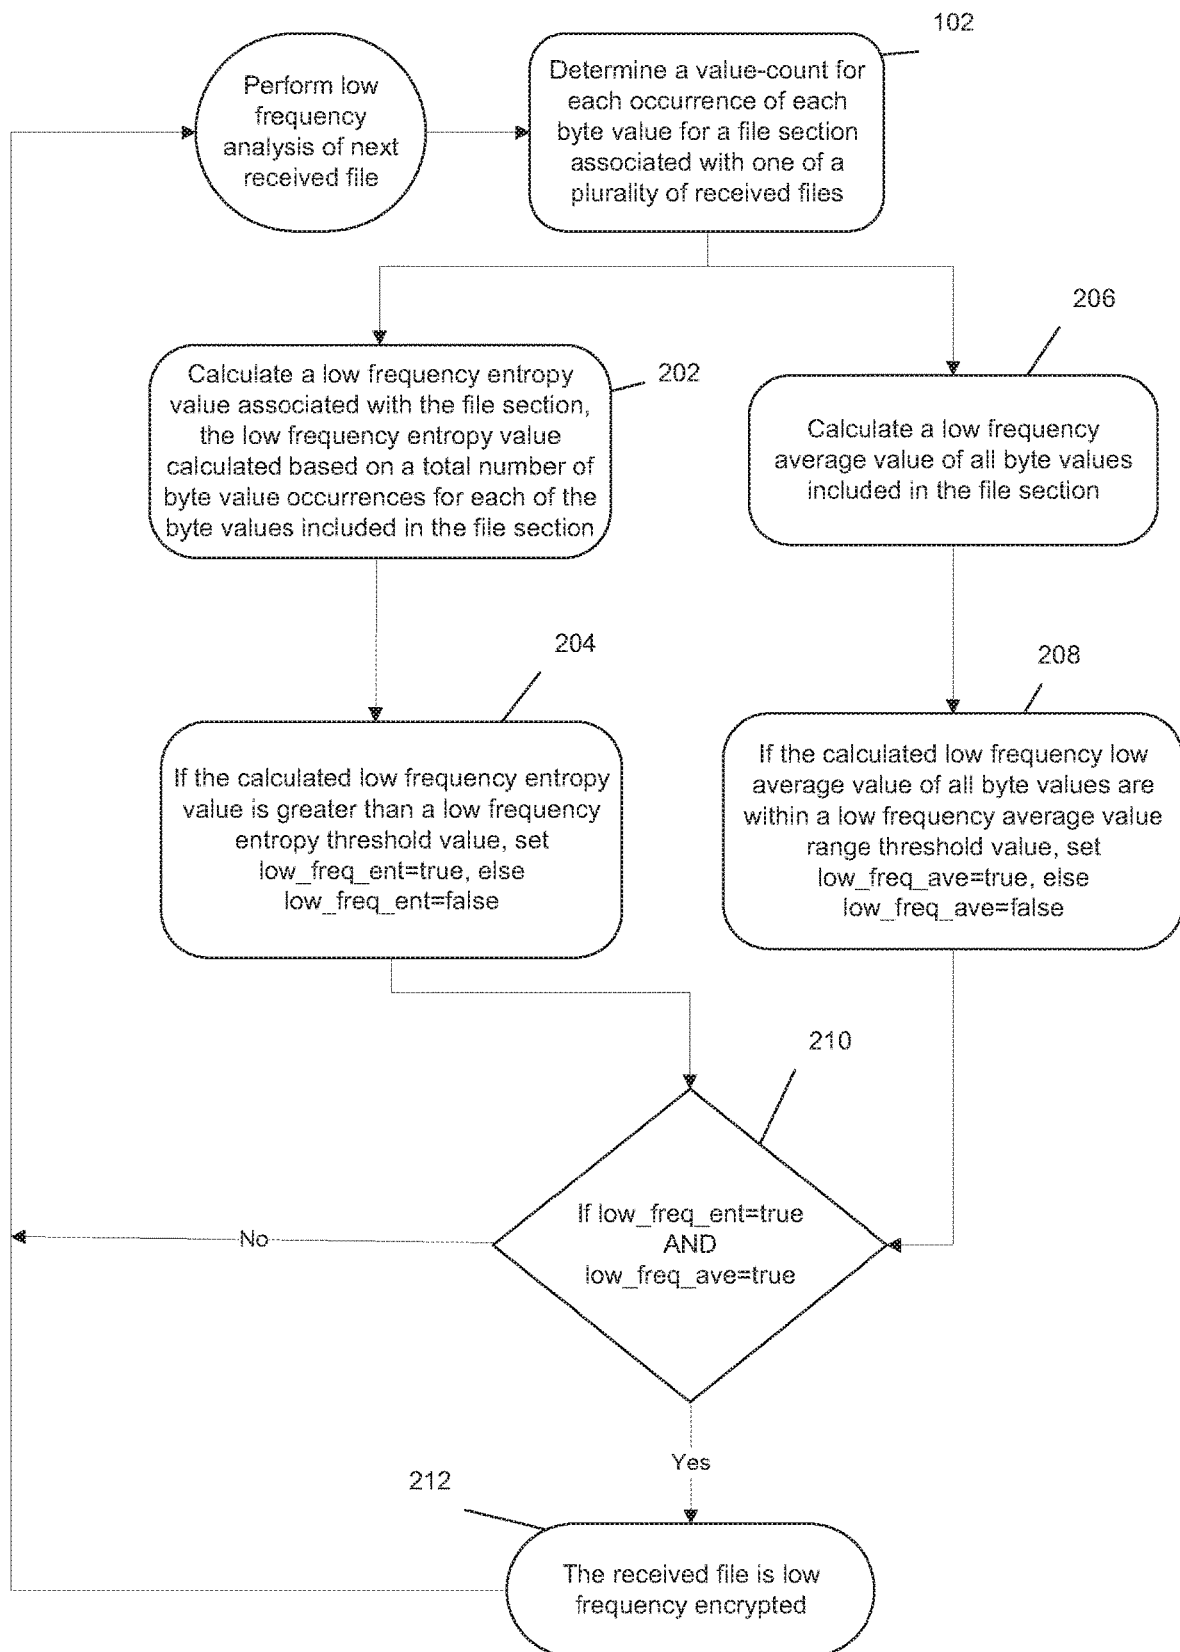 102
Perform low
frequency
analysis of next
received file
Determine a value-count for
each occurrence of each
byte value for a file section
associated with one of a
plurality of received files
206
202
Calculate a low frequency entropy
value associated with the file section,
the low frequency entropy value
calculated based on a total number of
byte value occurrences for each of the
byte values included in the file section
Calculate a low frequency
average value of all byte values
included in the file section
204
208
If the calculated low frequency entropy
value is greater than a low frequency
entropy threshold value, set
low_freq_ent=true, else
low_freq_ent=false
If the calculated low frequency low
average value of all byte values are
within a low frequency average value
range threshold value, set
low_freq_ave=true, else
low_freq_ave=false
210
If low_freq_ent=true
AND
low_freq_ave=true
No
Yes
212
The received file is low
frequency encrypted